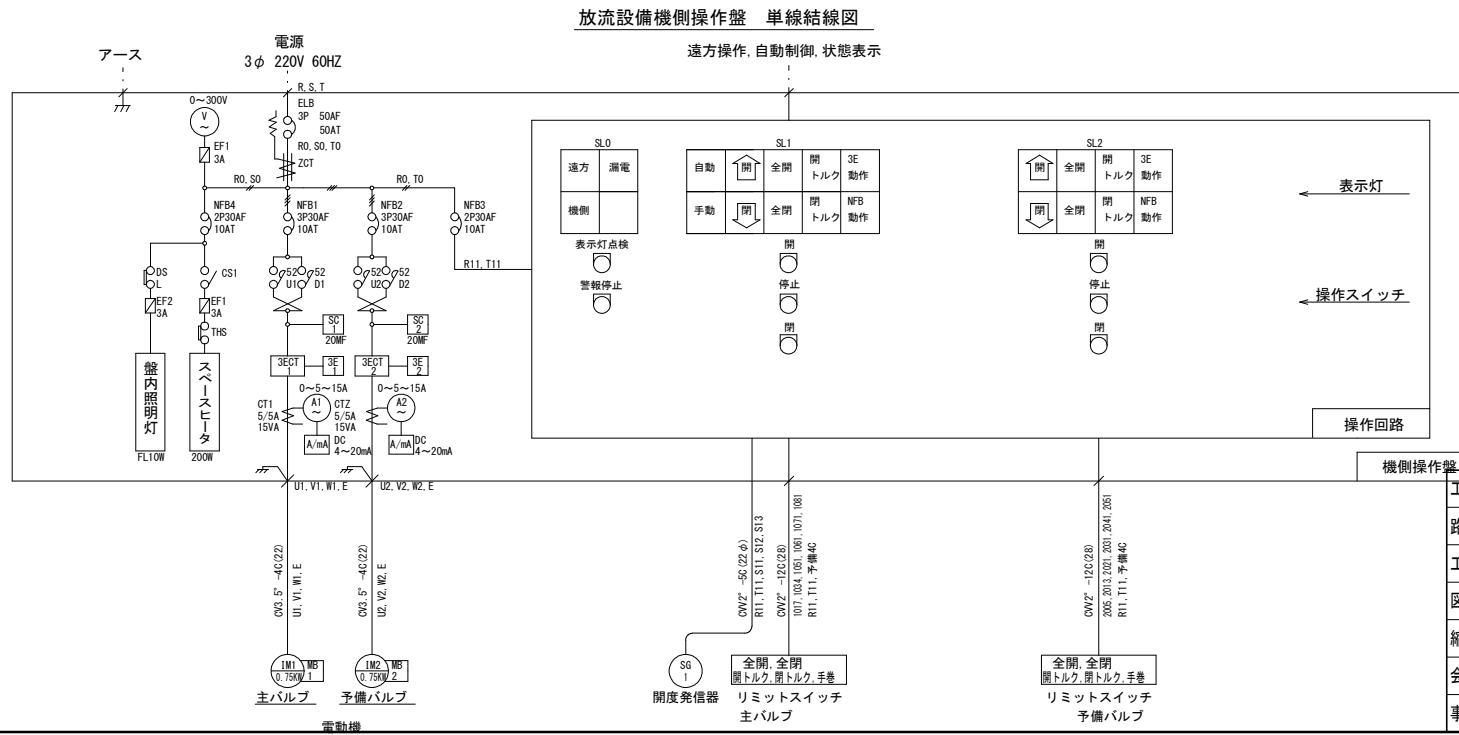 放流設備機側操作盤　単線結線図
アース
電源
3φ 220V 60HZ
遠方操作, 自動制御, 状態表示
R, S, T
0～300V
V
～
ELB
3P 50AF
50AT
EF1
3A
R0, S0, T0
ZCT
R0, S0
R0, T0
NFB4
2P30AF
10AT
NFB1
3P30AF
10AT
NFB2
3P30AF
10AT
NFB3
2P30AF
10AT
R11, T11
DS
L
CS1
52
U1
52
D1
52
U2
52
D2
EF2
3A
EF1
3A
THS
SC
1
20MF
SC
2
20MF
3ECT
1
3E
1
3ECT
2
3E
2
盤内照明灯
FL10W
スペースヒータ
200W
0～5～15A
0～5～15A
CT1
5/5A
15VA
A1
～
CTZ
5/5A
15VA
A2
～
A/mA
DC
4～20mA
A/mA
DC
4～20mA
U1, V1, W1, E
U2, V2, W2, E
SL0
遠方
漏電
機側
表示灯点検
警報停止
SL1
自動
開
全開
開
トルク
3E
動作
手動
閉
全閉
閉
トルク
NFB
動作
開
停止
閉
SL2
開
全開
開
トルク
3E
動作
閉
全閉
閉
トルク
NFB
動作
開
停止
閉
表示灯
操作スイッチ
操作回路
機側操作盤
CV3.5° -4C(22)
U1, V1, W1, E
CV3.5° -4C(22)
U2, V2, W2, E
CVV2° -5C(22φ)
R11, T11, S11, S12, S13
CVV2° -12C(28)
1017, 1034, 1051, 1061, 1071, 1081
R11, T11, 予備4C
CVV2° -12C(28)
2005, 2013, 2021, 2031, 2041, 2051
R11, T11, 予備4C
IM1
0.75KW
MB
1
主バルブ
IM2
0.75KW
MB
2
予備バルブ
電動機
SG
1
開度発信器
全開, 全閉
開トルク, 閉トルク, 手巻
リミットスイッチ
主バルブ
全開, 全閉
開トルク, 閉トルク, 手巻
リミットスイッチ
予備バルブ